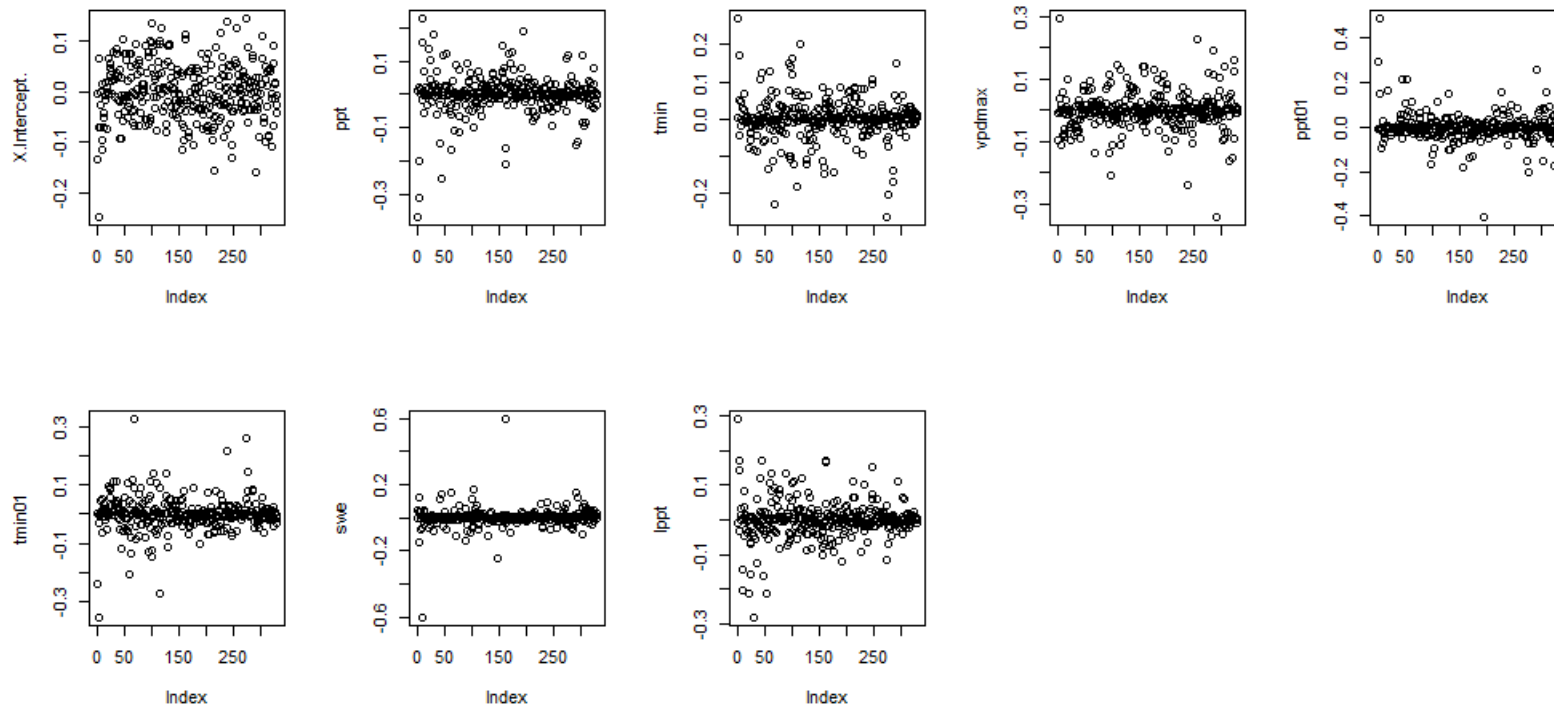 X.Intercept.
-0.2 -0.1 0.0 0.1
0 50 150 250
Index
ppt
-0.3 -0.1 0.1
0 50 150 250
Index
tmin
-0.2 0.0 0.1 0.2
0 50 150 250
Index
vpdmax
-0.3 -0.1 0.1 0.3
0 50 150 250
Index
ppt01
-0.4 -0.2 0.0 0.2 0.4
0 50 150 250
Index
tmin01
-0.3 -0.1 0.1 0.3
0 50 150 250
Index
swe
-0.6 -0.2 0.2 0.6
0 50 150 250
Index
lppt
-0.3 -0.1 0.1 0.3
0 50 150 250
Index